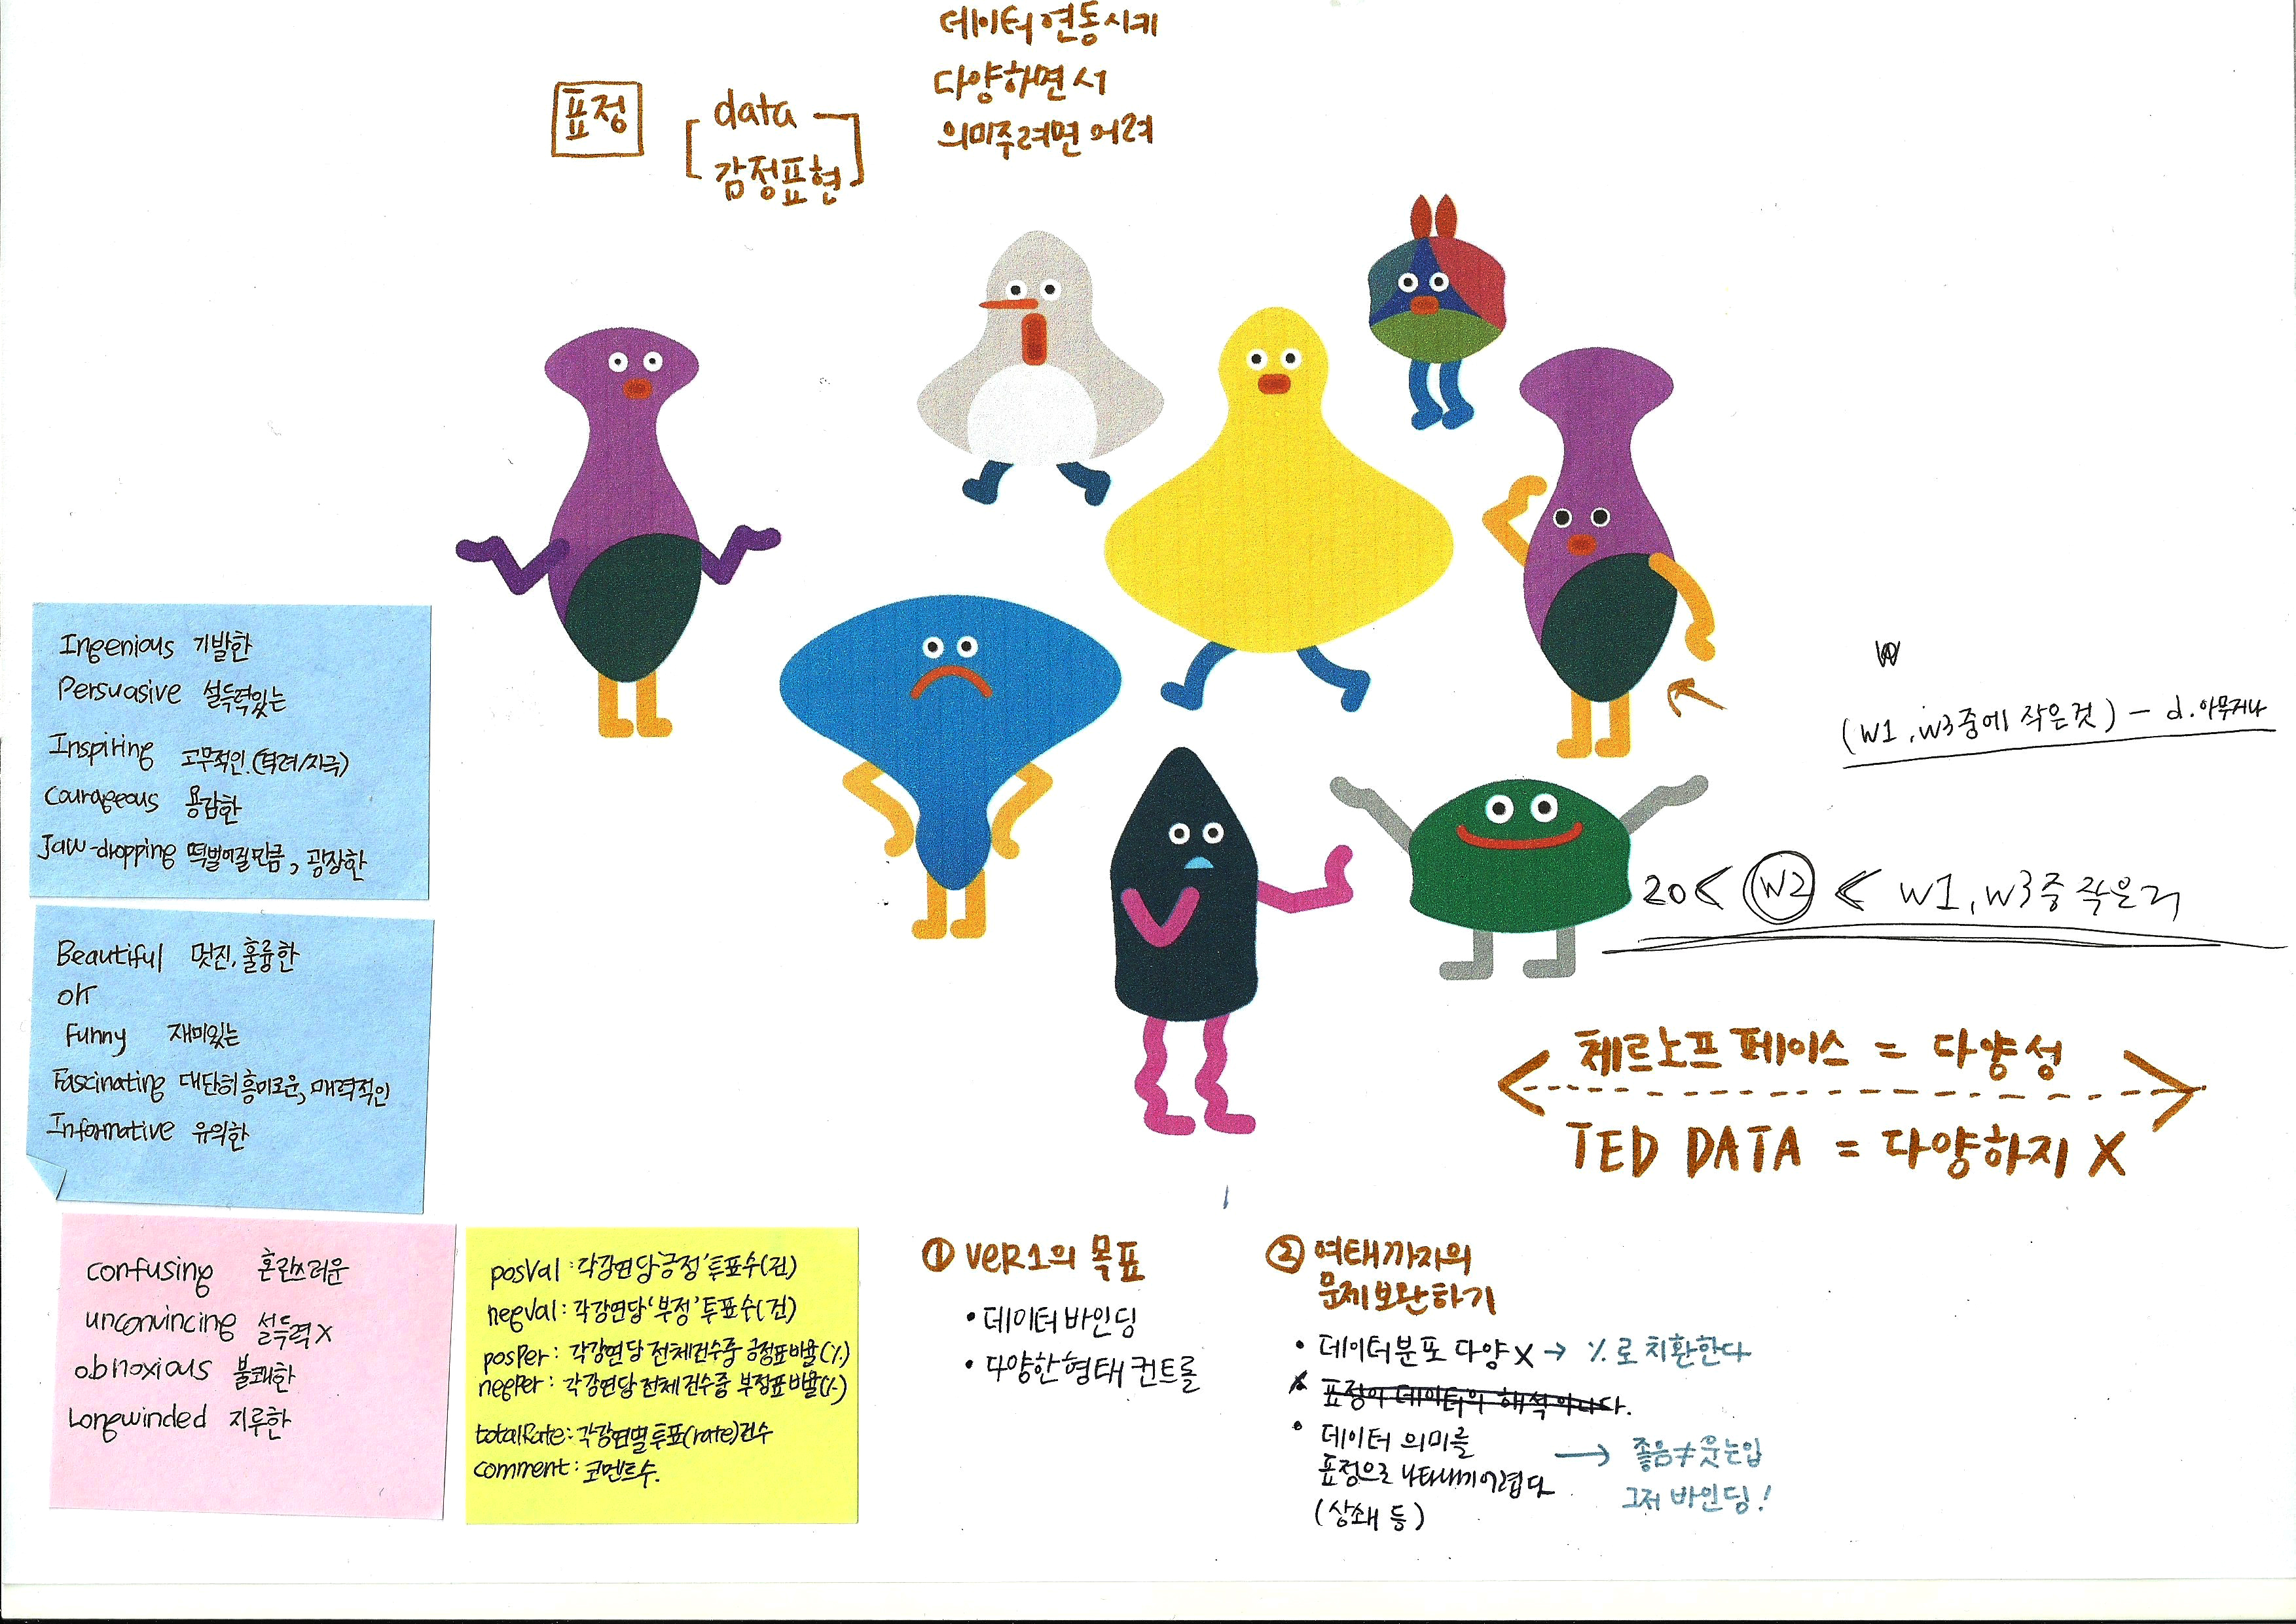 데이터 연동시키
다양하면서
의미주려면 어려
표정
data
감정표현
Ingenious 기발한
Persuasive 설득력있는
Inspiring 고무적인.(격려/자극)
Courageous 용감한
Jaw-dropping 떡벌어질만큼, 굉장한
Beautiful 멋진, 훌륭한
OK
Funny 재미있는
Fascinating 대단히 흥미로운, 매력적인
Informative 유익한
confusing 혼란스러운
unconvincing 설득력 X
obnoxious 불쾌한
Longwinded 지루한
posVal : 각강연당'긍정'투표수(건)
negVal : 각강연당'부정'투표수(건)
posPer : 각강연당 전체건수중 긍정표비율(%)
negPer : 각강연당 전체건수중 부정표비율(%)
totalRate : 각강연별 투표(rate)건수
comment : 코멘트수.
① VER1의 목표
• 데이터 바인딩
• 다양한 형태 컨트롤
② 여태까지의
문제 보완하기
• 데이터분포 다양 X → %로 치환한다
표정이 데이터의 해석이나다.
• 데이터 의미를
표정으로 나타내기 어렵다
(상쇄 등)
→ 좋음≠웃는입
그저 바인딩!
W
(W1, W3 중에 작은것) - d.아무거나
20 < W2 < W1, W3 중 작은거
체르노프 페이스 = 다양성
TED DATA = 다양하지 X